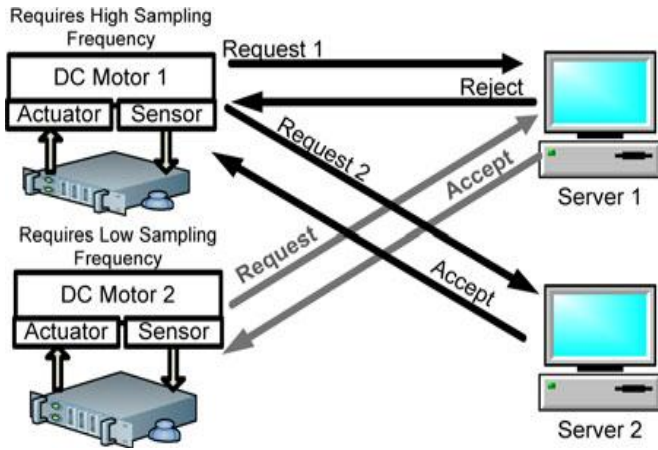 Requires High Sampling
Frequency
DC Motor 1
Actuator
Sensor
Request 1
Reject
Request 2
Accept
Server 1
Requires Low Sampling
Frequency
DC Motor 2
Actuator
Sensor
Request
Accept
Server 2